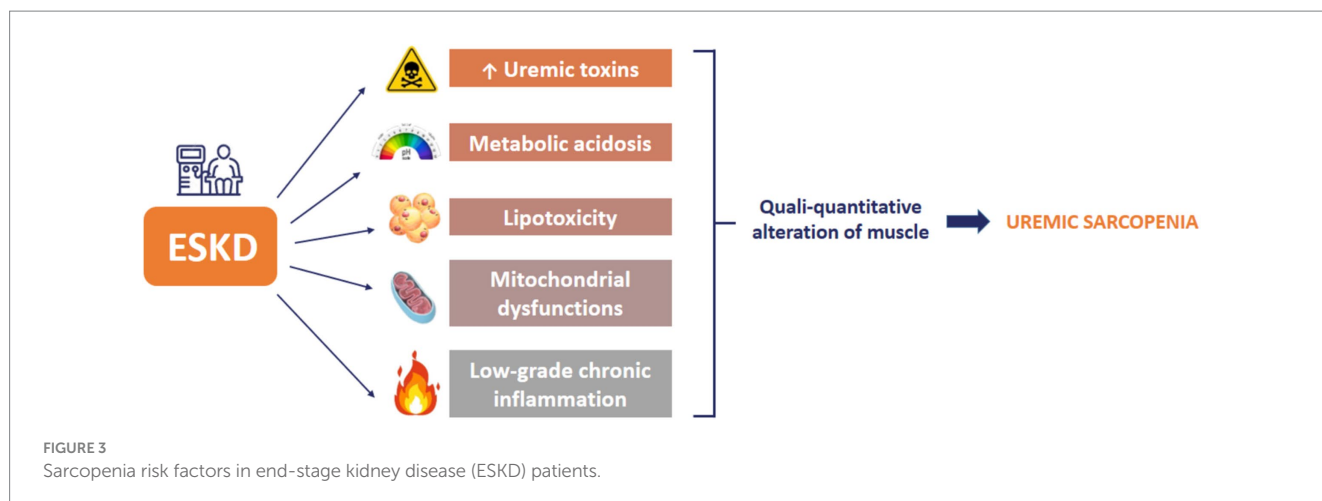 ↑ Uremic toxins
Metabolic acidosis
Lipotoxicity
Mitochondrial
dysfunctions
Low-grade chronic
inflammation
ESKD
pH
Quali-quantitative
alteration of muscle
UREMIC SARCOPENIA
FIGURE 3
Sarcopenia risk factors in end-stage kidney disease (ESKD) patients.